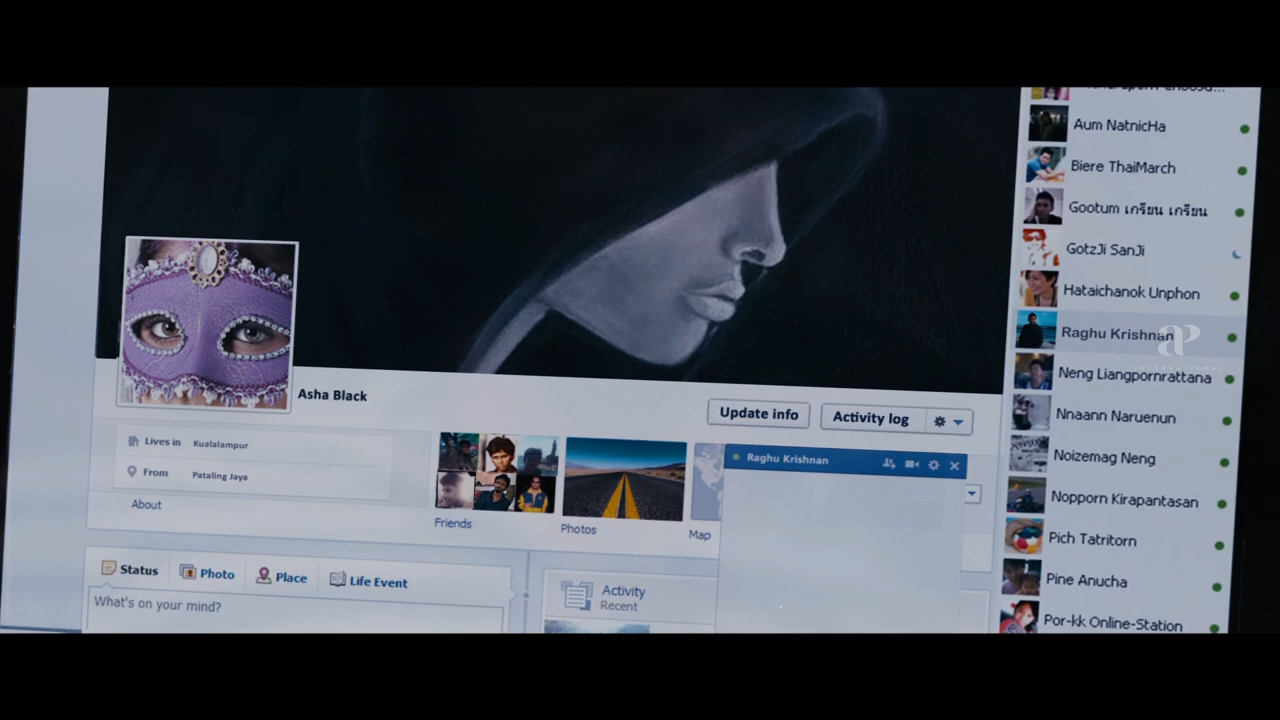 Aum NatnicHa
Biere ThaiMarch
Gootum เกรียน เกรียน
GotzJi SanJi
Hataichanok Unphon
Raghu Krishnan
Neng Liangpornrattana
Nnaann Naruenun
Noizemag Neng
Nopporn Kirapantasan
Pich Tatritorn
Pine Anucha
Por-kk Online-Station
Asha Black
Update info
Activity log
Lives in Kualalampur
From Pataling Jaya
About
Friends
Photos
Map
Raghu Krishnan
Status
Photo
Place
Life Event
What's on your mind?
Activity
Recent
ap
INTERNATIONAL